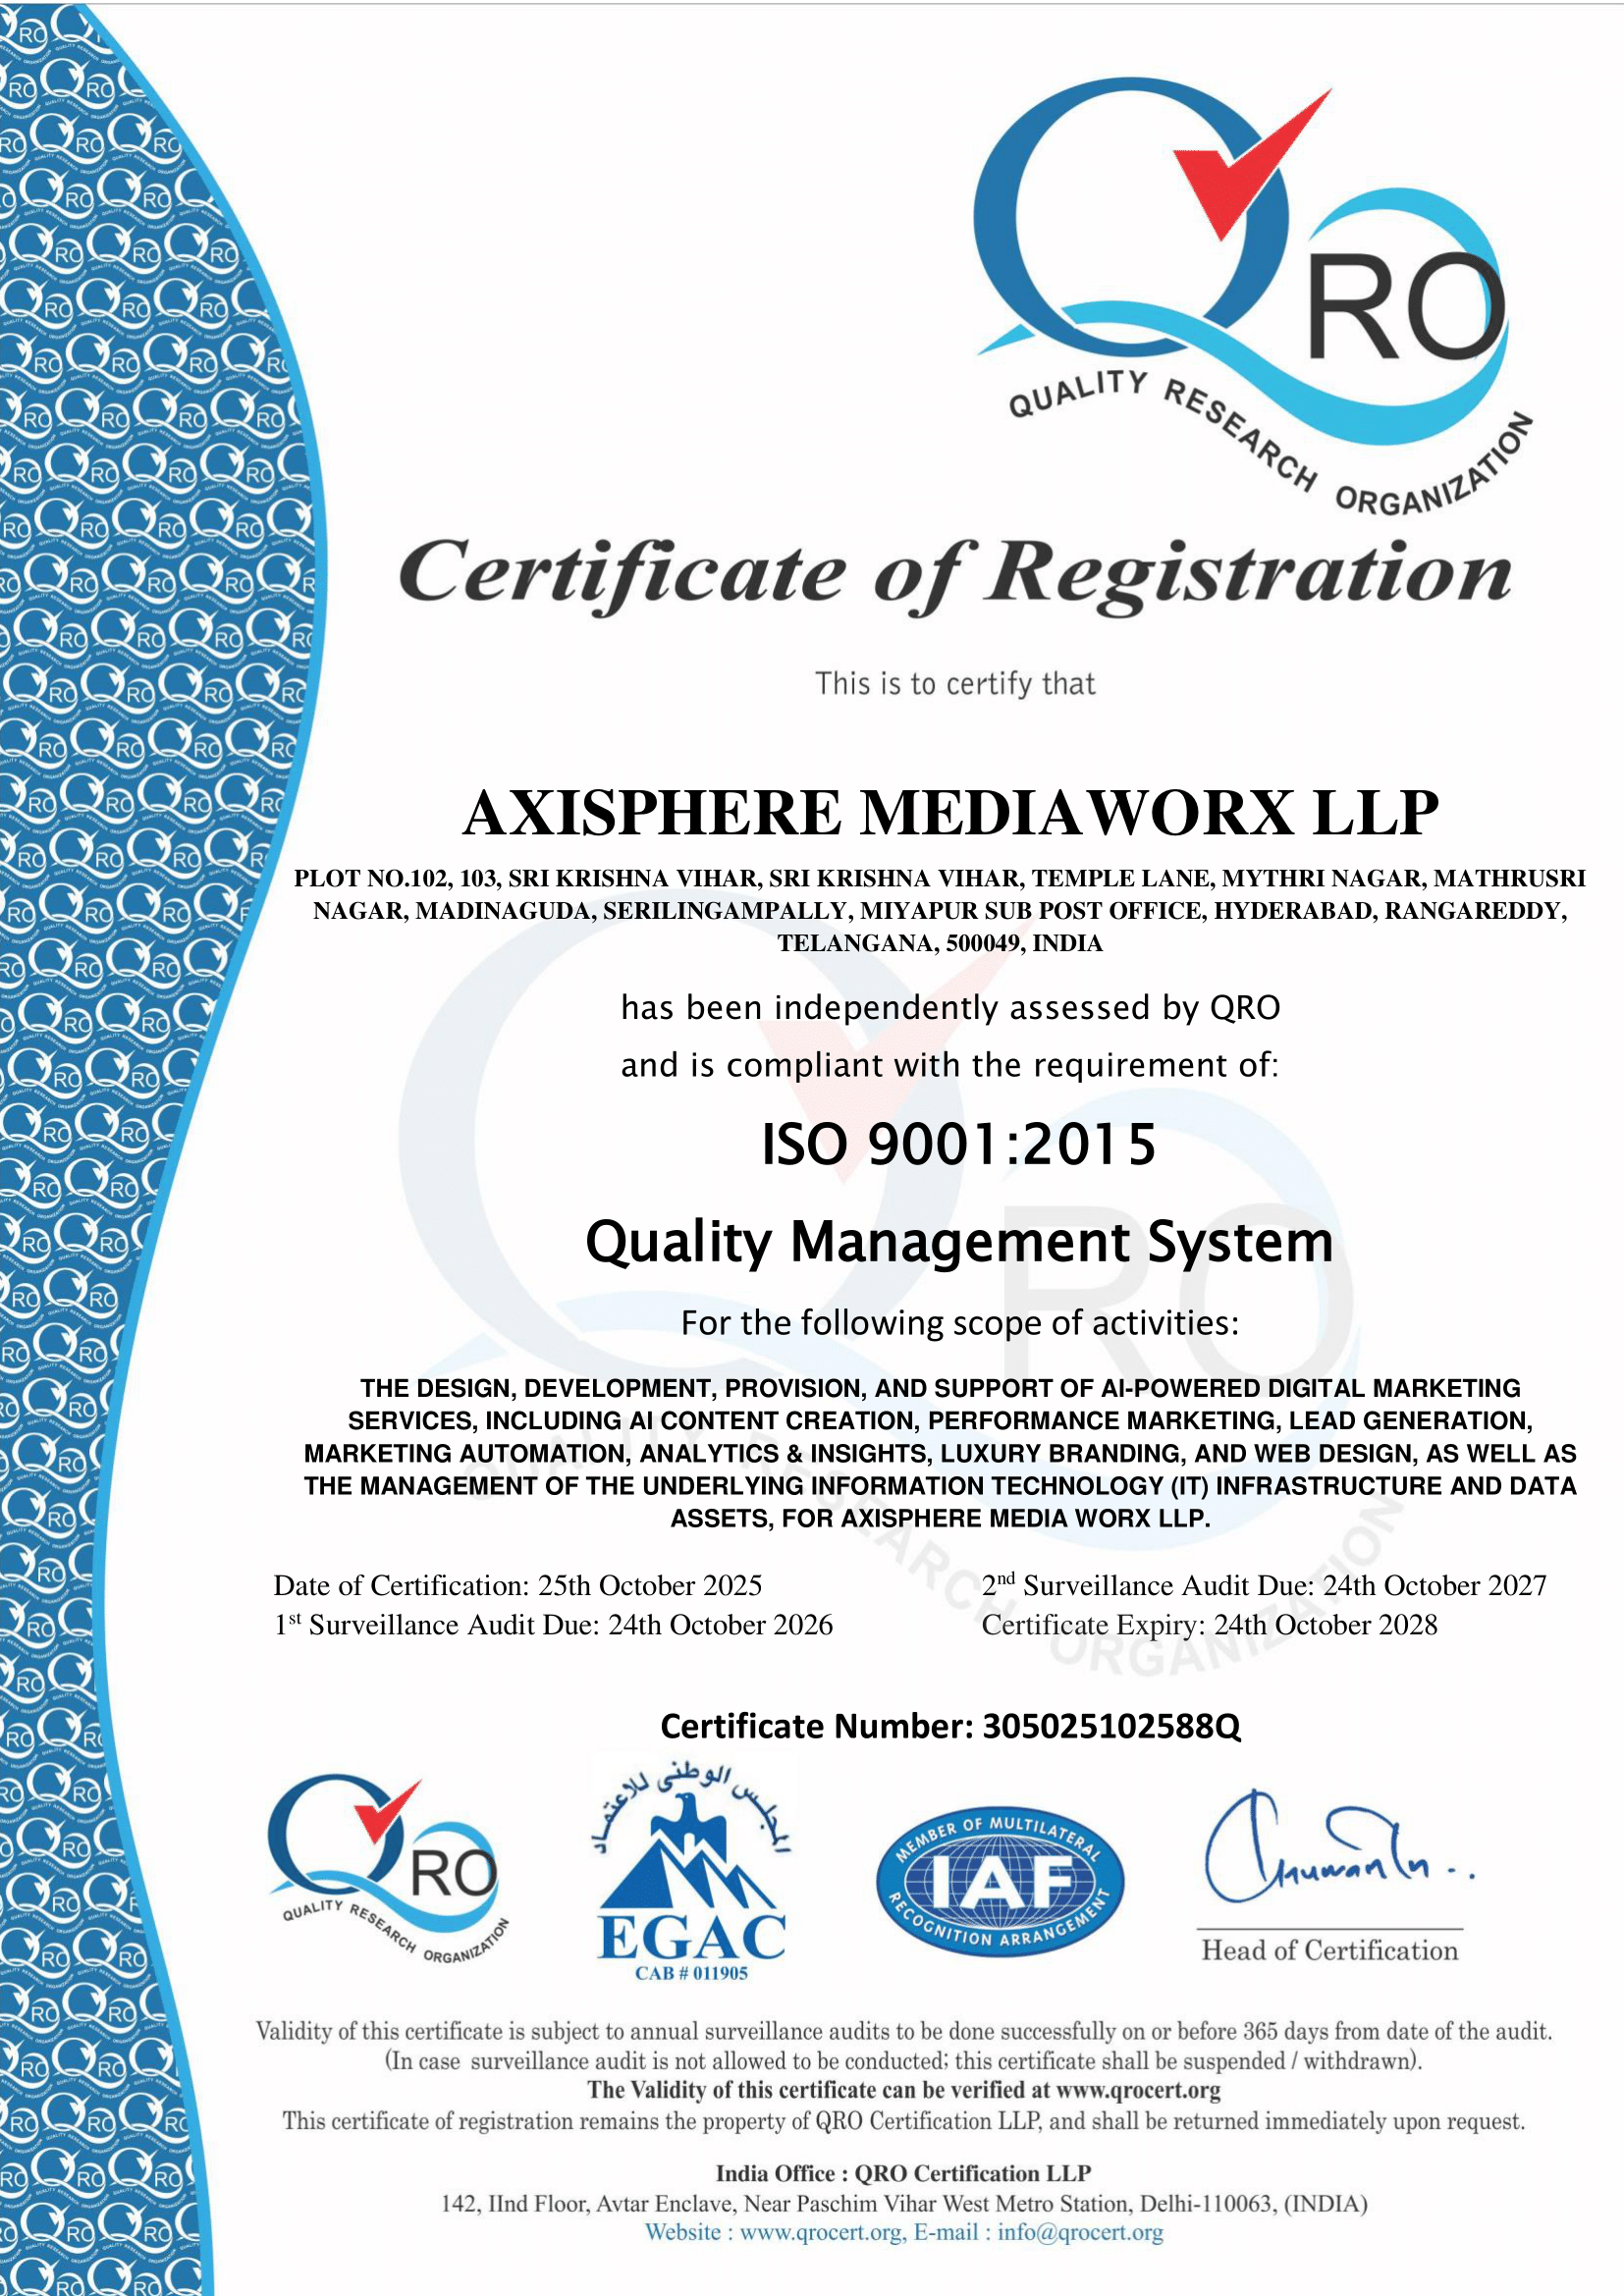 QRO
QUALITY RESEARCH ORGANIZATION
Certificate of Registration
This is to certify that
AXISPHERE MEDIAWORX LLP
PLOT NO.102, 103, SRI KRISHNA VIHAR, SRI KRISHNA VIHAR, TEMPLE LANE, MYTHRI NAGAR, MATHRUSRI
NAGAR, MADINAGUDA, SERILINGAMPALLY, MIYAPUR SUB POST OFFICE, HYDERABAD, RANGAREDDY,
TELANGANA, 500049, INDIA
has been independently assessed by QRO
and is compliant with the requirement of:
ISO 9001:2015
Quality Management System
For the following scope of activities:
THE DESIGN, DEVELOPMENT, PROVISION, AND SUPPORT OF AI-POWERED DIGITAL MARKETING
SERVICES, INCLUDING AI CONTENT CREATION, PERFORMANCE MARKETING, LEAD GENERATION,
MARKETING AUTOMATION, ANALYTICS & INSIGHTS, LUXURY BRANDING, AND WEB DESIGN, AS WELL AS
THE MANAGEMENT OF THE UNDERLYING INFORMATION TECHNOLOGY (IT) INFRASTRUCTURE AND DATA
ASSETS, FOR AXISPHERE MEDIA WORX LLP.
Date of Certification: 25th October 2025
1st Surveillance Audit Due: 24th October 2026
2nd Surveillance Audit Due: 24th October 2027
Certificate Expiry: 24th October 2028
Certificate Number: 305025102588Q
QRO
QUALITY RESEARCH ORGANIZATION
المجلس الوطنى للاعتماد
EGAC
CAB # 011905
MEMBER OF MULTILATERAL
IAF
RECOGNITION ARRANGEMENT
Head of Certification
Validity of this certificate is subject to annual surveillance audits to be done successfully on or before 365 days from date of the audit.
(In case surveillance audit is not allowed to be conducted; this certificate shall be suspended / withdrawn).
The Validity of this certificate can be verified at www.qrocert.org
This certificate of registration remains the property of QRO Certification LLP, and shall be returned immediately upon request.
India Office : QRO Certification LLP
142, IInd Floor, Avtar Enclave, Near Paschim Vihar West Metro Station, Delhi-110063, (INDIA)
Website : www.qrocert.org, E-mail : info@qrocert.org